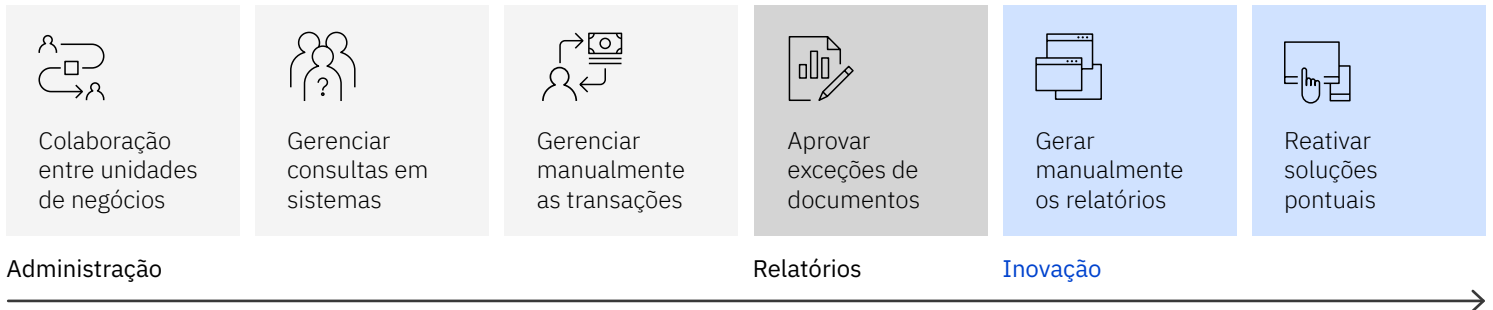 Colaboração
entre unidades
de negócios
Gerenciar
consultas em
sistemas
Gerenciar
manualmente
as transações
Aprovar
exceções de
documentos
Gerar
manualmente
os relatórios
Reativar
soluções
pontuais
Administração
Relatórios
Inovação